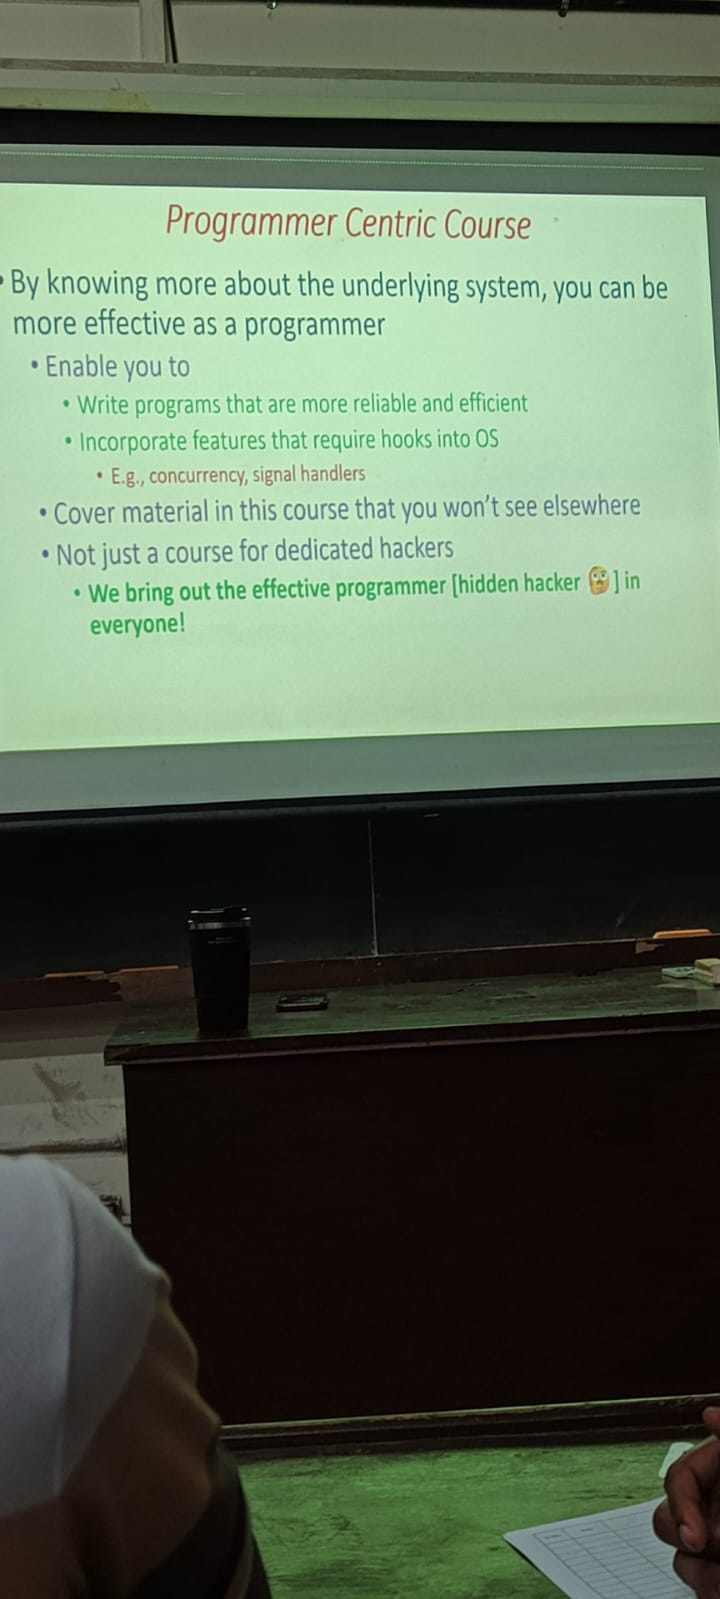 Programmer Centric Course
• By knowing more about the underlying system, you can be
more effective as a programmer
• Enable you to
• Write programs that are more reliable and efficient
• Incorporate features that require hooks into OS
• E.g., concurrency, signal handlers
• Cover material in this course that you won't see elsewhere
• Not just a course for dedicated hackers
• We bring out the effective programmer [hidden hacker 🤔] in
everyone!